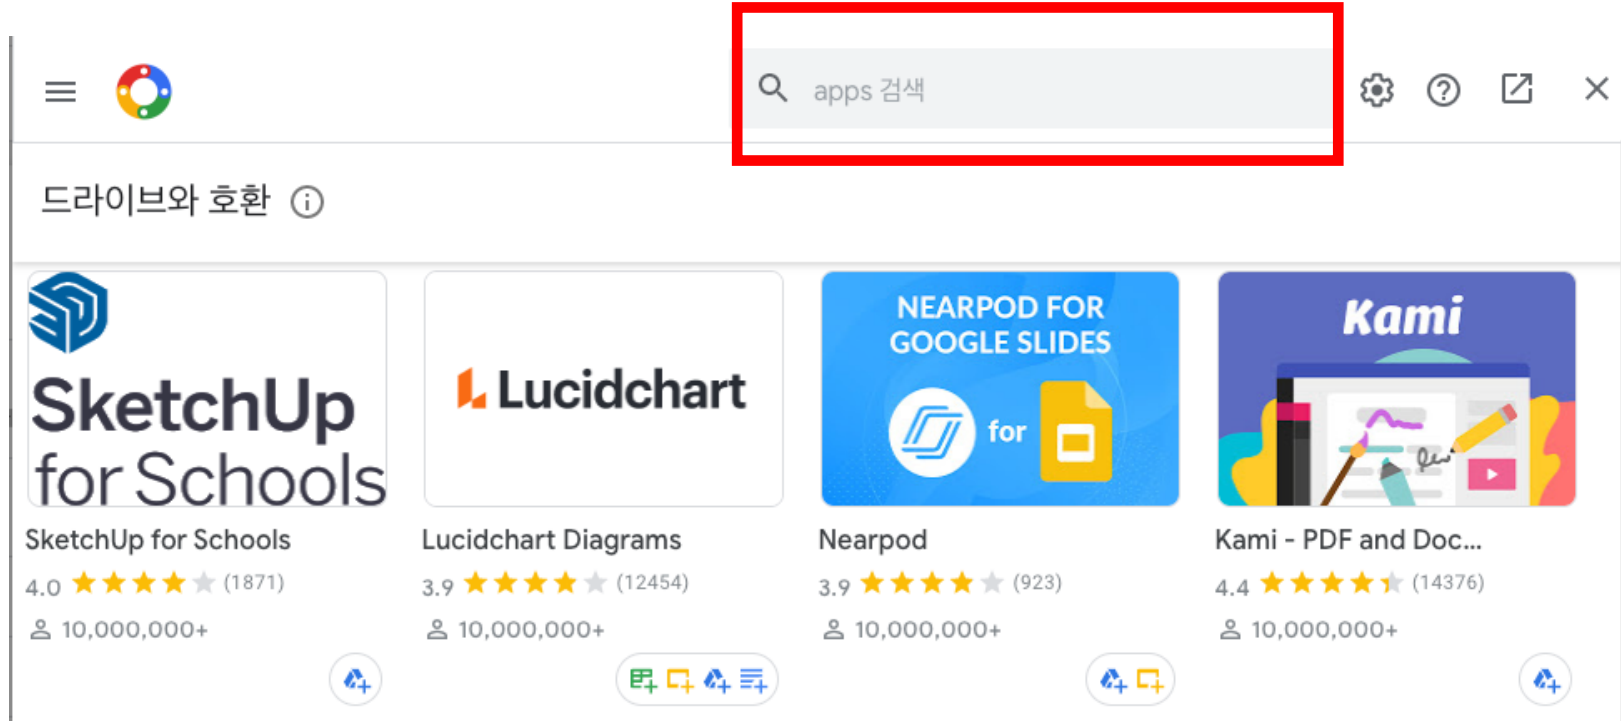 apps 검색
드라이브와 호환
SketchUp
for Schools
Lucidchart
NEARPOD FOR
GOOGLE SLIDES
for
Kami
SketchUp for Schools
4.0 (1871)
10,000,000+
Lucidchart Diagrams
3.9 (12454)
10,000,000+
Nearpod
3.9 (923)
10,000,000+
Kami - PDF and Doc...
4.4 (14376)
10,000,000+